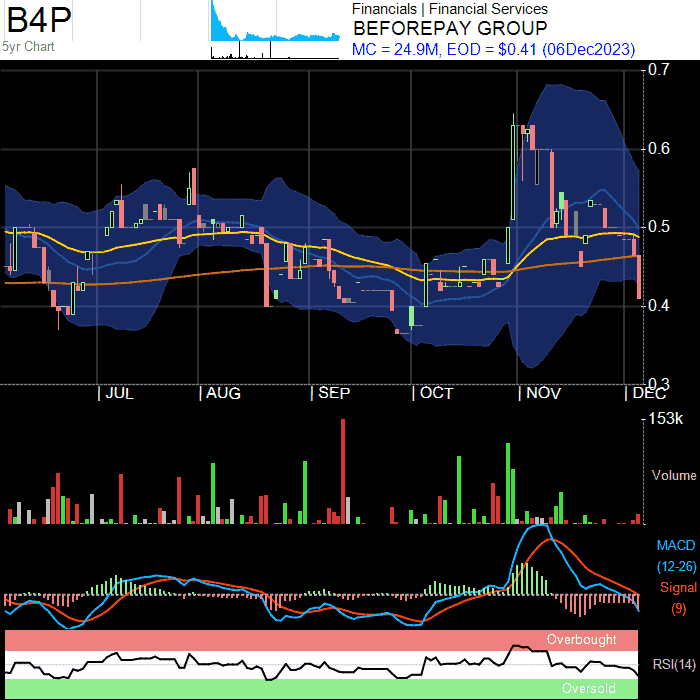 B4P
5yr Chart
Financials | Financial Services
BEFOREPAY GROUP
MC = 24.9M, EOD = $0.41 (06Dec2023)
0.7
0.6
0.5
0.4
0.3
| JUL | AUG | SEP | OCT | NOV | DEC
153k
Volume
MACD
(12-26)
Signal
(9)
Overbought
RSI(14)
Oversold